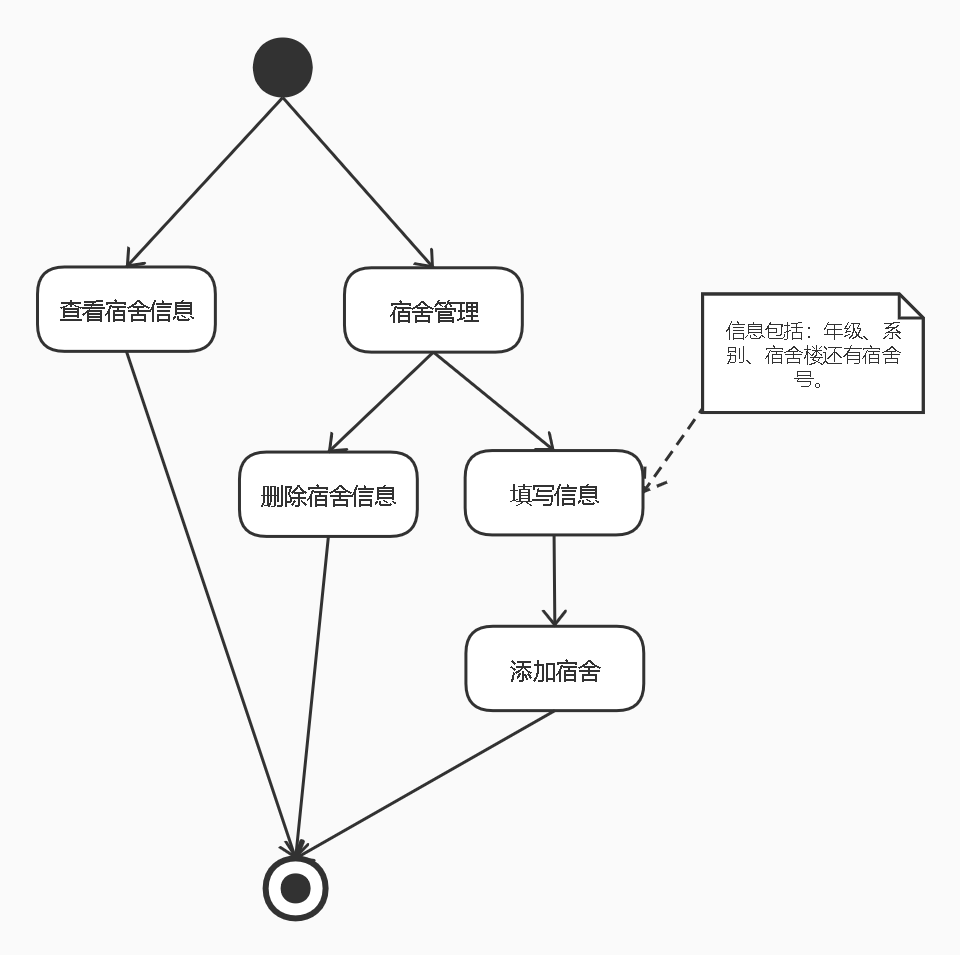 查看宿舍信息
宿舍管理
信息包括：年级、系
别、宿舍楼还有宿舍
号。
删除宿舍信息
填写信息
添加宿舍